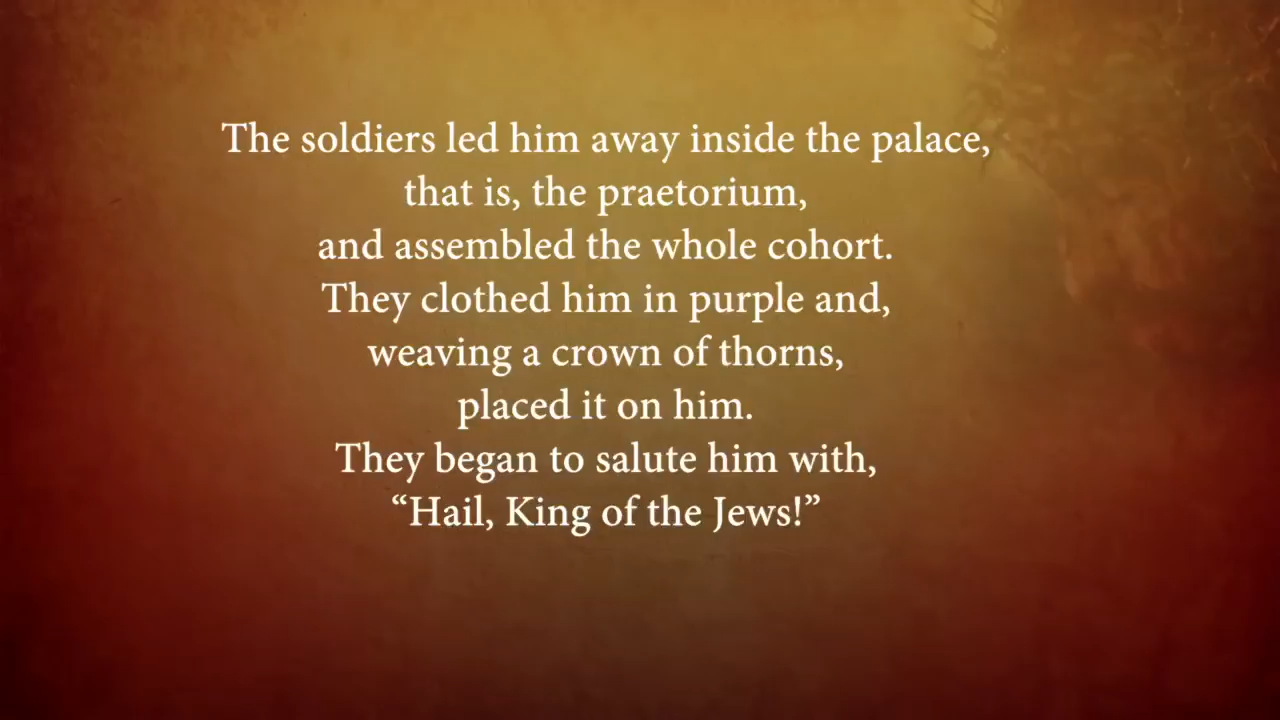 The soldiers led him away inside the palace,
that is, the praetorium,
and assembled the whole cohort.
They clothed him in purple and,
weaving a crown of thorns,
placed it on him.
They began to salute him with,
“Hail, King of the Jews!”